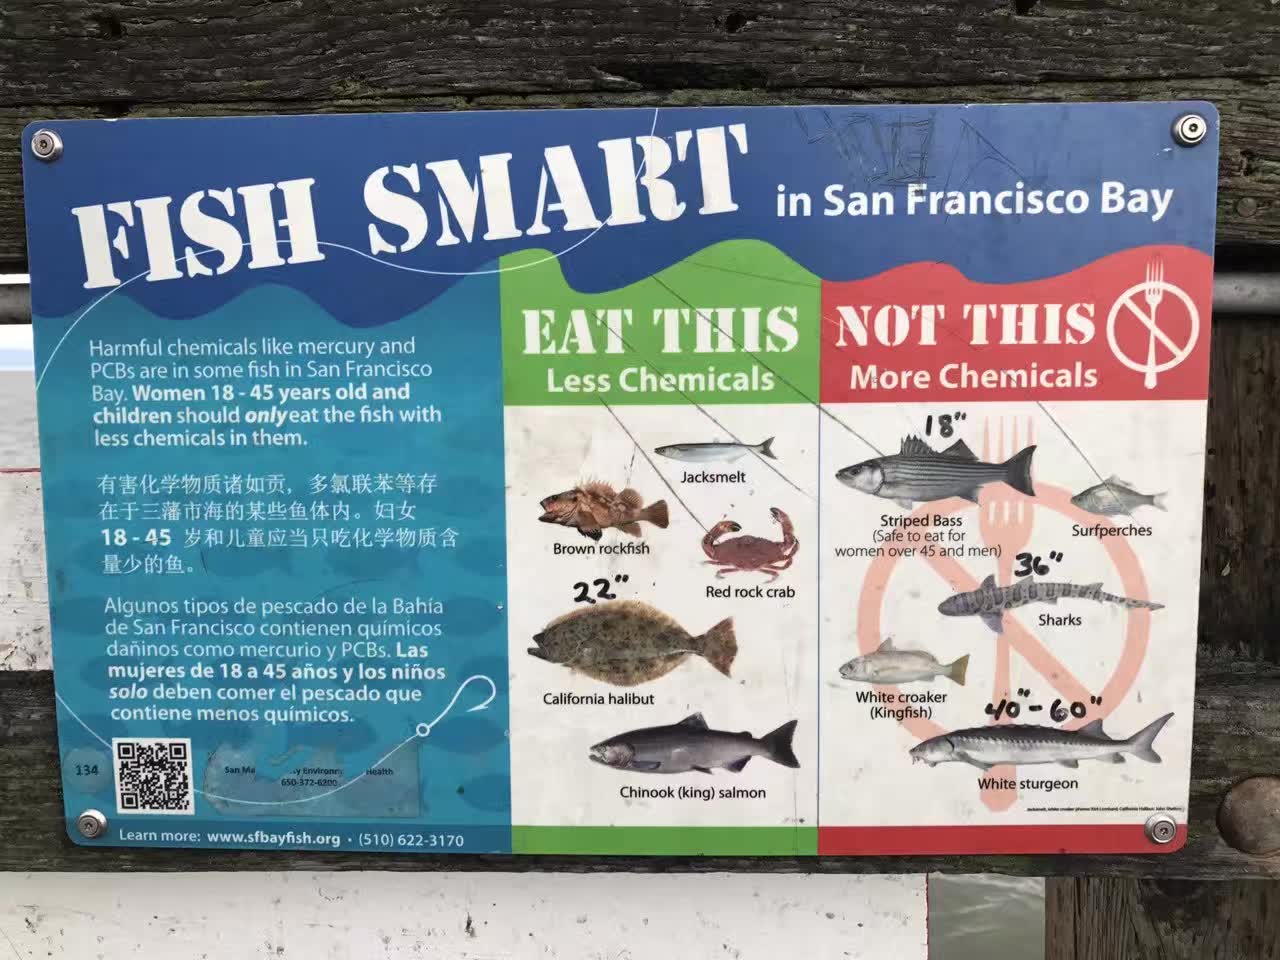 FISH SMART
in San Francisco Bay
Harmful chemicals like mercury and
PCBs are in some fish in San Francisco
Bay. Women 18 - 45 years old and
children should only eat the fish with
less chemicals in them.
有害化学物质诸如贡，多氯联苯等存
在于三藩市海的某些鱼体内。妇女
18 - 45 岁和儿童应当只吃化学物质含
量少的鱼。
Algunos tipos de pescado de la Bahía
de San Francisco contienen químicos
dañinos como mercurio y PCBs. Las
mujeres de 18 a 45 años y los niños
solo deben comer el pescado que
contiene menos químicos.
134
San Ma
Health
650-372-6200
Learn more: www.sfbayfish.org • (510) 622-3170
EAT THIS
Less Chemicals
Jacksmelt
Brown rockfish
Red rock crab
22"
California halibut
Chinook (king) salmon
NOT THIS
More Chemicals
18"
Striped Bass
(Safe to eat for
women over 45 and men)
Surfperches
36"
Sharks
White croaker
(Kingfish)
40"-60"
White sturgeon